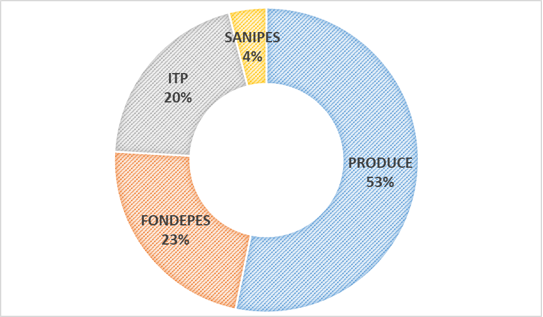 SANIPES
4%
ITP
20%
PRODUCE
53%
FONDEPES
23%